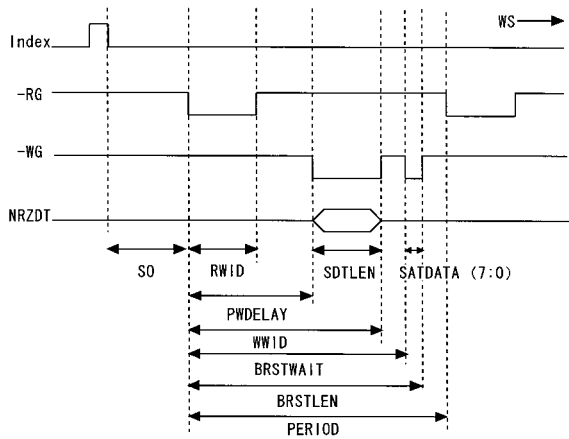 WS
Index
-RG
-WG
NRZDT
SO RWID SDTLEN SATDATA (7:0)
PWDELAY
WWID
BRSTWAIT
BRSTLEN
PERIOD